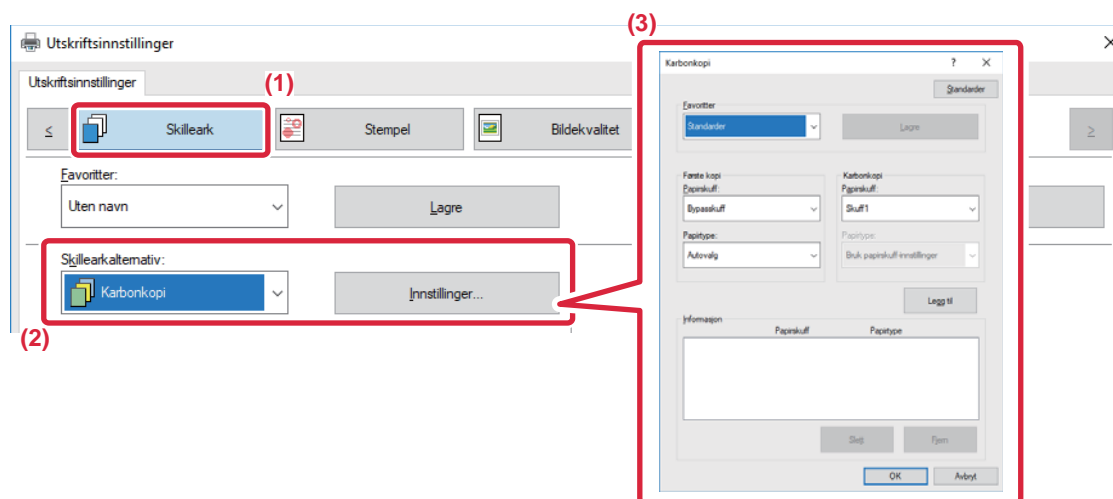 (3)
Utskriftsinnstillinger
Utskriftsinnstillinger
(1)
<
Skilleark
Stempel
Bildekvalitet
>
Favoritter:
Uten navn
Lagre
Skillearkalternativ:
Karbonkopi
Innstillinger...
(2)
Karbonkopi
?
Standarder
Favoritter
Standarder
Lagre
Første kopi
Karbonkopi
Papirskuff:
Papirskuff:
Bypasskuff
Skuff1
Papirtype:
Papirtype:
Autovalg
Bruk papirskuff-innstillinger
Legg til
Informasjon
Papirskuff
Papirtype
Slett
Fjern
OK
Avbryt